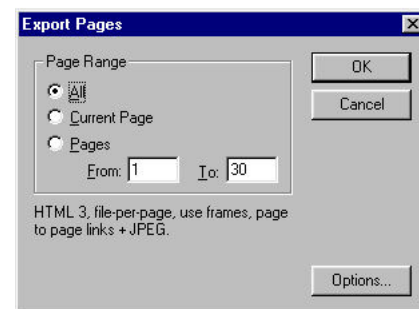 Export Pages
Page Range
All
Current Page
Pages
From: 1 To: 30
OK
Cancel
HTML 3, file-per-page, use frames, page
to page links + JPEG.
Options...